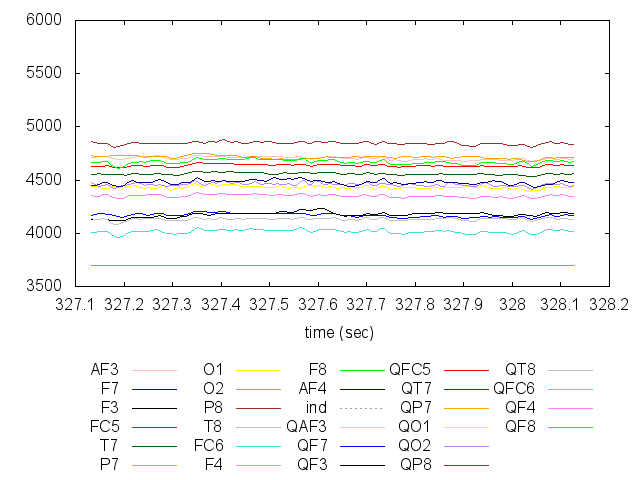 6000
5500
5000
4500
4000
3500
327.1 327.2 327.3 327.4 327.5 327.6 327.7 327.8 327.9 328 328.1 328.2
time (sec)
AF3 O1 F8 QFC5 QT8
F7 O2 AF4 QT7 QFC6
F3 P8 ind QP7 QF4
FC5 T8 QAF3 QO1 QF8
T7 FC6 QF7 QO2
P7 F4 QF3 QP8